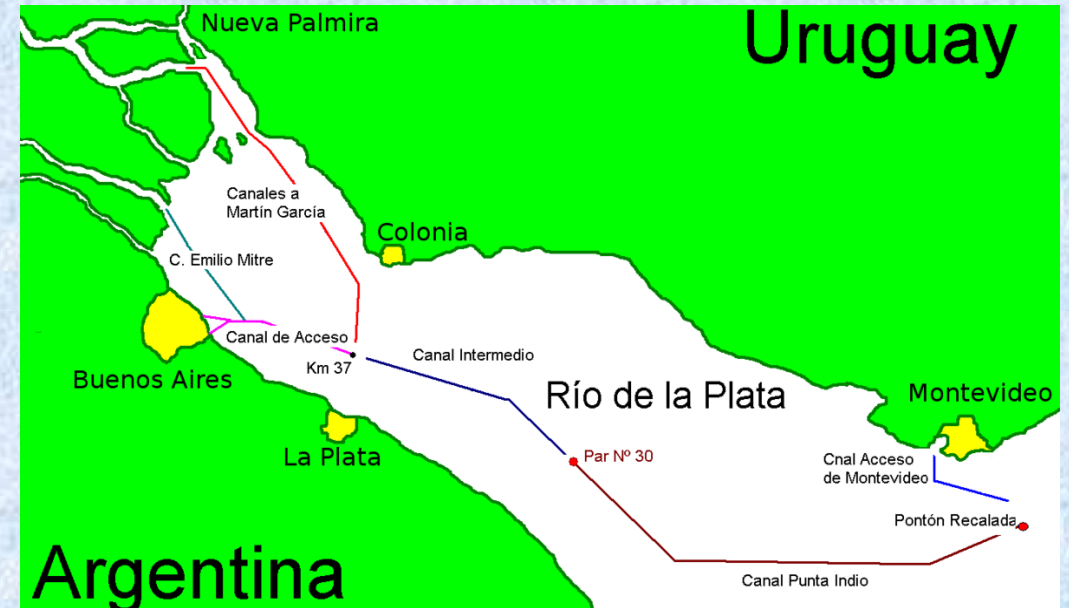 Nueva Palmira
Uruguay
Canales a
Martín García
Colonia
C. Emilio Mitre
Canal de Acceso
Km 37
Canal Intermedio
Buenos Aires
Río de la Plata
Montevideo
La Plata
Par Nº 30
Cnal Acceso
de Montevideo
Pontón Recalada
Argentina
Canal Punta Indio